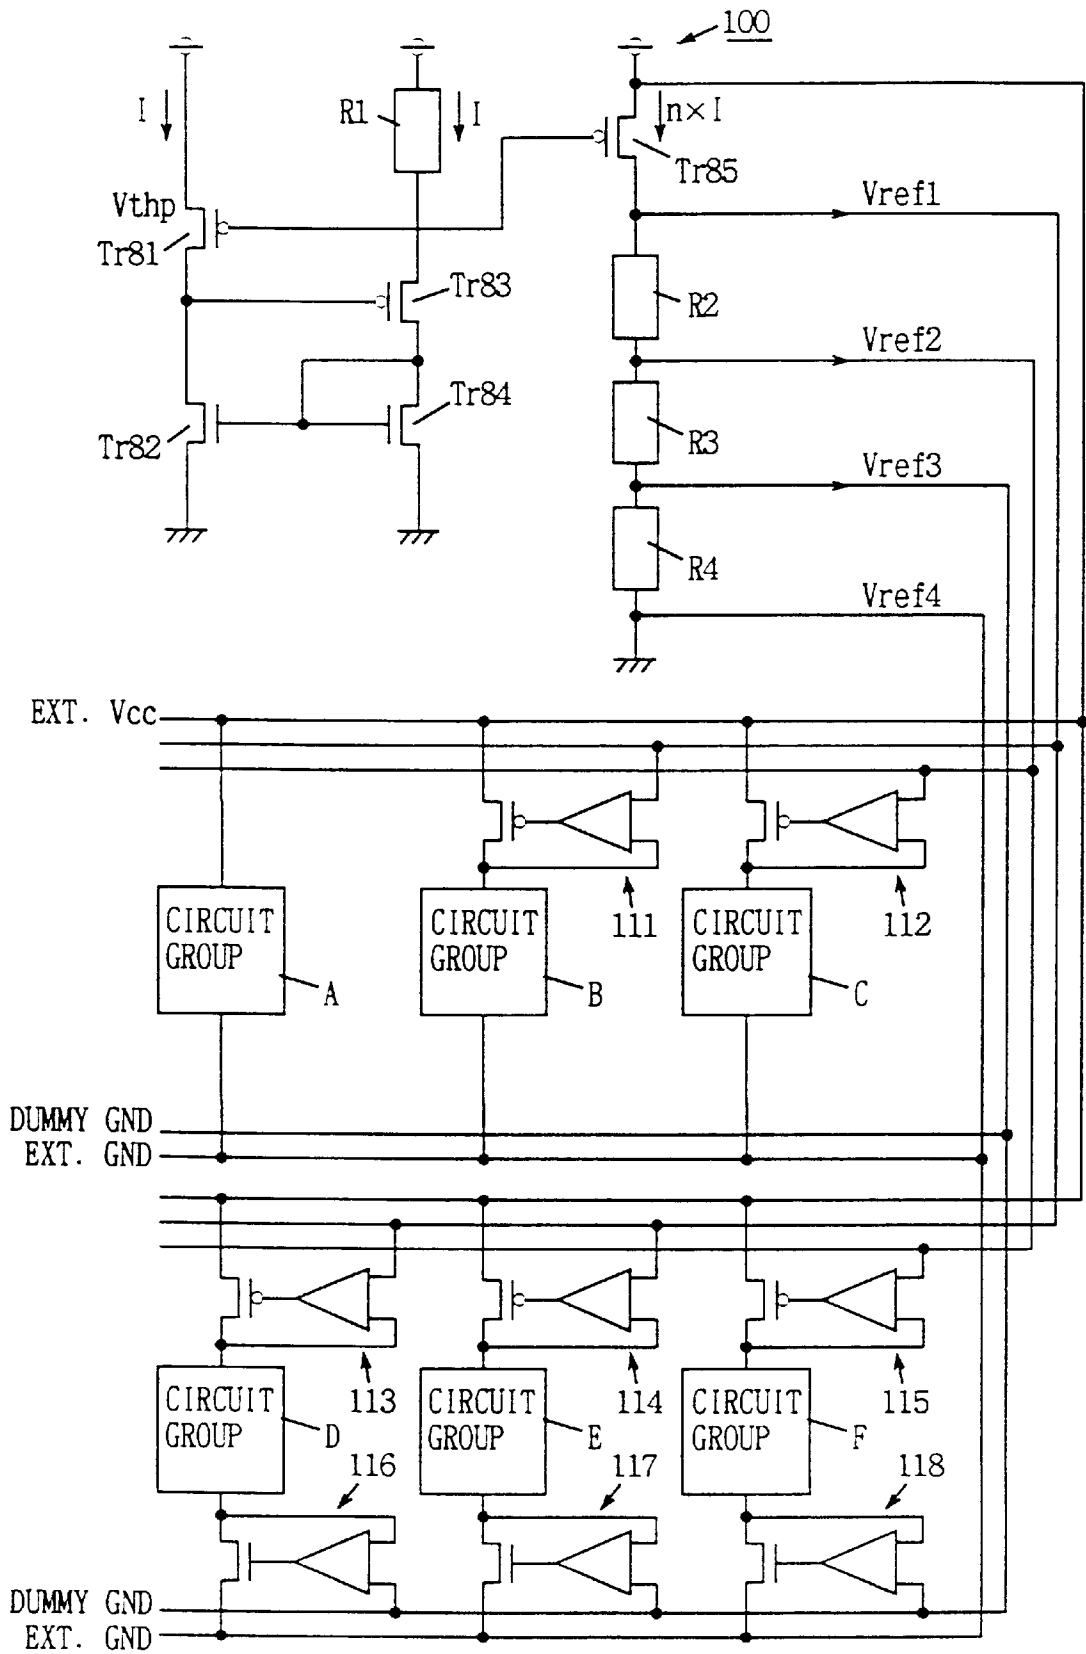 100
I
R1
I
n×I
Tr85
Vthp
Vref1
Tr81
Tr83
R2
Vref2
Tr84
Tr82
R3
Vref3
R4
Vref4
EXT. Vcc
111
112
CIRCUIT
GROUP
A
CIRCUIT
GROUP
B
CIRCUIT
GROUP
C
DUMMY GND
EXT. GND
113
114
115
CIRCUIT
GROUP
D
CIRCUIT
GROUP
E
CIRCUIT
GROUP
F
116
117
118
DUMMY GND
EXT. GND